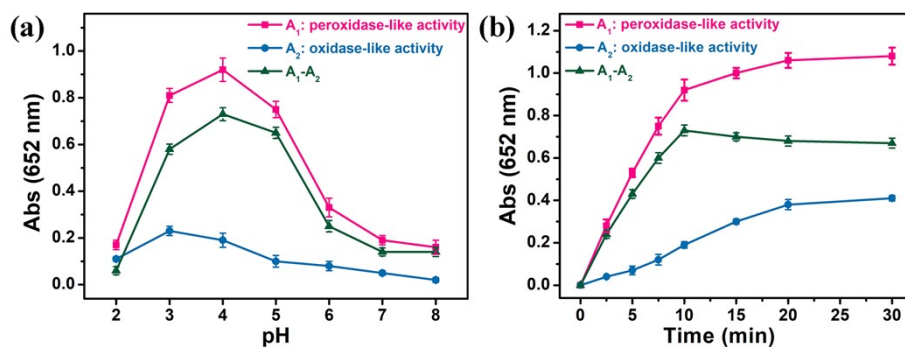 (a)
A₁: peroxidase-like activity
A₂: oxidase-like activity
A₁-A₂
Abs (652 nm)
1.0
0.8
0.6
0.4
0.2
0.0
2 3 4 5 6 7 8
pH
(b)
A₁: peroxidase-like activity
A₂: oxidase-like activity
A₁-A₂
Abs (652 nm)
1.2
1.0
0.8
0.6
0.4
0.2
0.0
0 5 10 15 20 25 30
Time (min)